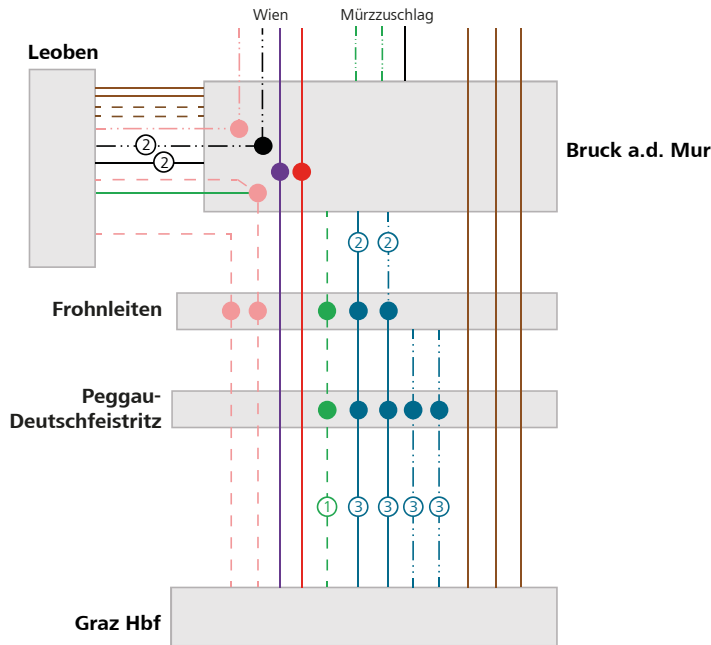 Wien
Mürzzuschlag
Leoben
2
2
Bruck a.d. Mur
2
2
Frohnleiten
Peggau-
Deutschfeistritz
1
3
3
3
3
Graz Hbf